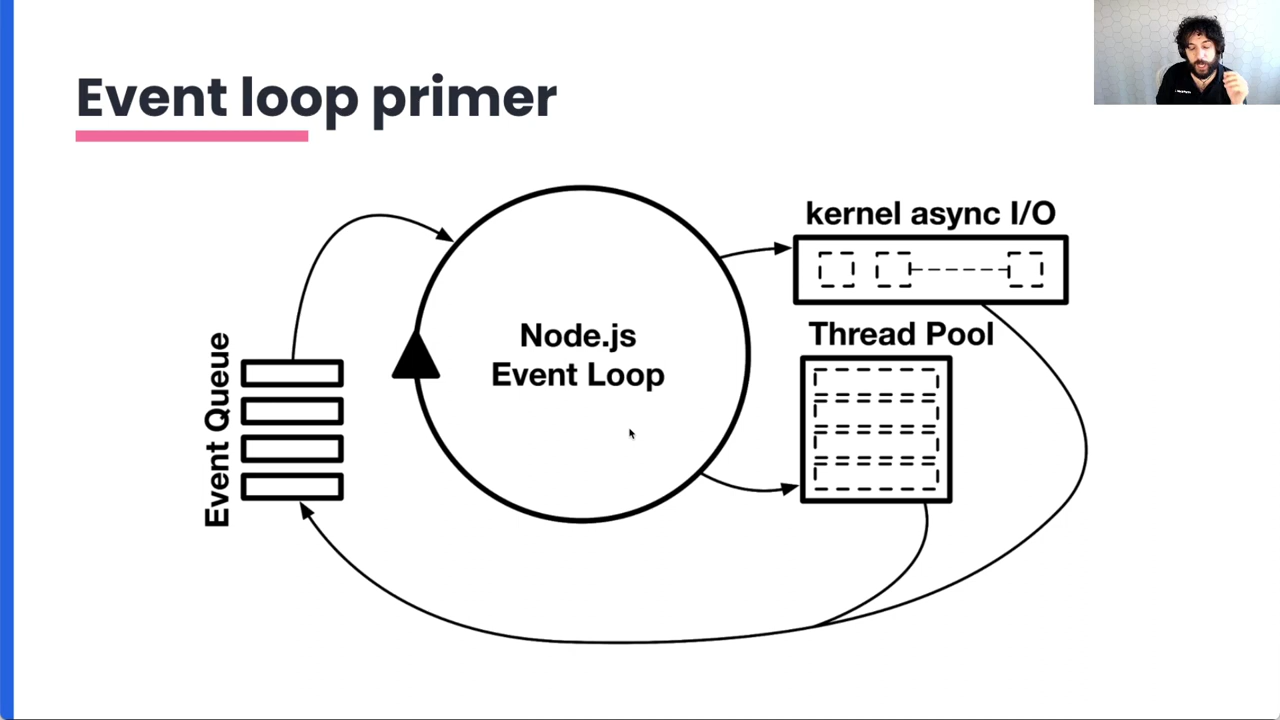 Event loop primer
kernel async I/O
Node.js
Event Loop
Thread Pool
Event Queue